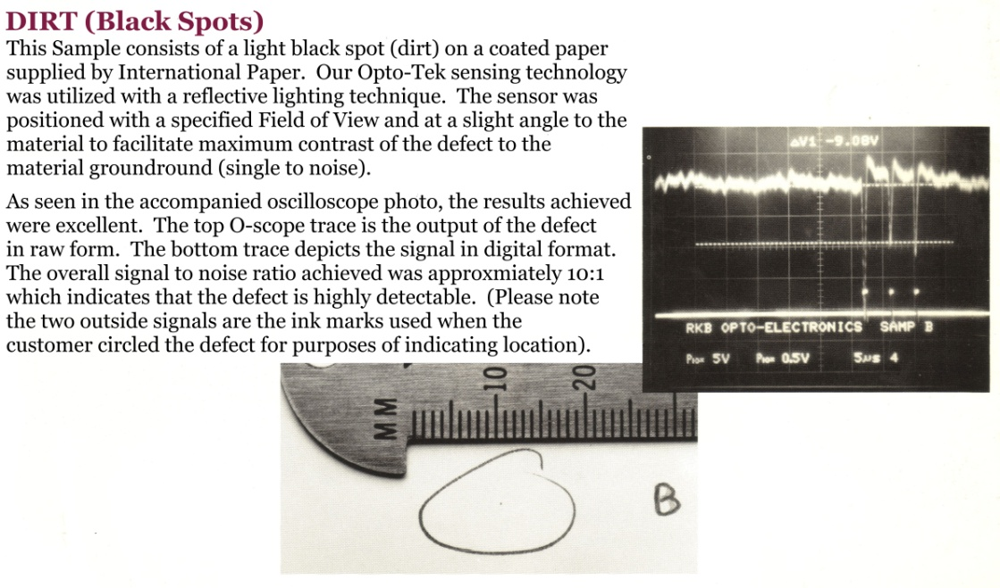 DIRT (Black Spots)
This Sample consists of a light black spot (dirt) on a coated paper
supplied by International Paper.  Our Opto-Tek sensing technology
was utilized with a reflective lighting technique.  The sensor was
positioned with a specified Field of View and at a slight angle to the
material to facilitate maximum contrast of the defect to the
material groundround (single to noise).
As seen in the accompanied oscilloscope photo, the results achieved
were excellent.  The top O-scope trace is the output of the defect
in raw form.  The bottom trace depicts the signal in digital format.
The overall signal to noise ratio achieved was approxmiately 10:1
which indicates that the defect is highly detectable.  (Please note
the two outside signals are the ink marks used when the
customer circled the defect for purposes of indicating location).
ΔV1 -9.08V
RKB OPTO-ELECTRONICS SAMP B
5V 0.5V 5µs 4
MM 10 20
B